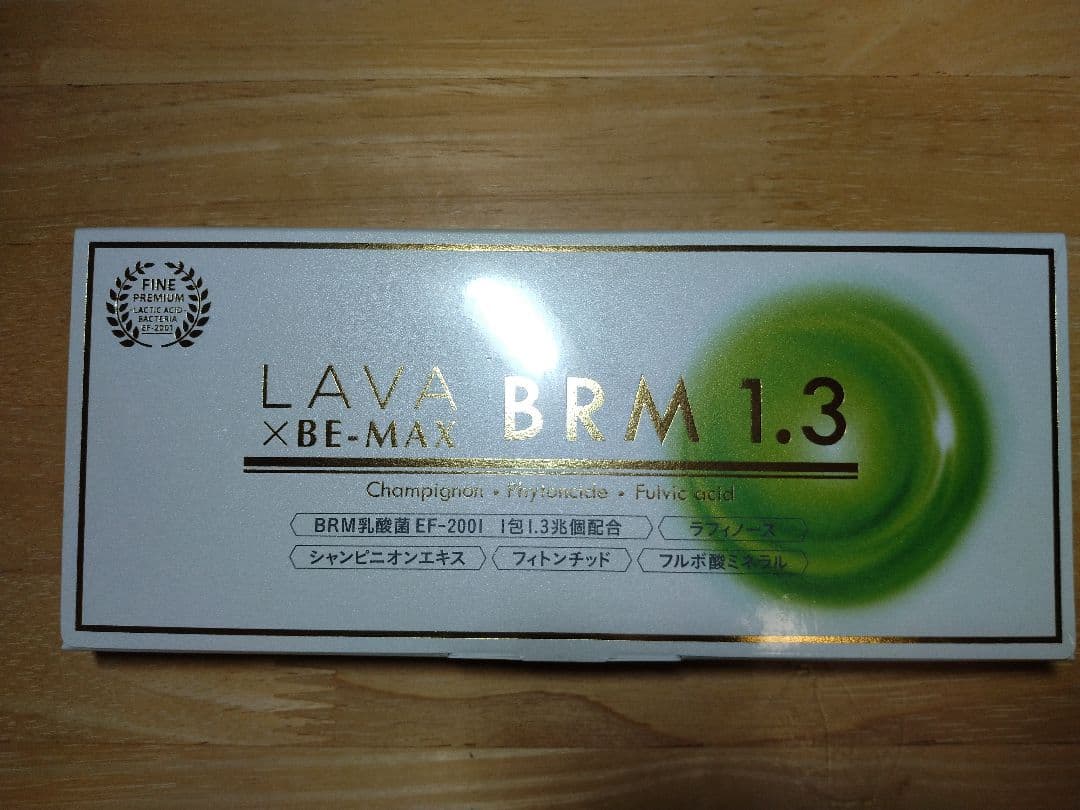 FINE
PREMIUM
LACTIC ACID
BACTERIA
EF-2001
LAVA
×BE-MAX
BRM 1.3
Champignon • Phytoncide • Fulvic acid
BRM乳酸菌 EF-2001 1包1.3兆個配合
ラフィノース
シャンピニオンエキス
フィトンチッド
フルボ酸ミネラル